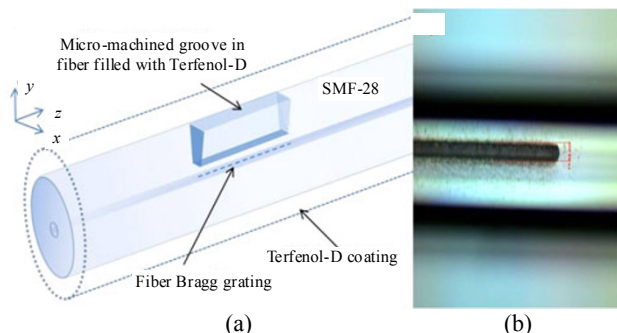 Micro-machined groove in
fiber filled with Terfenol-D
SMF-28
y
z
x
Terfenol-D coating
Fiber Bragg grating
(a)
(b)